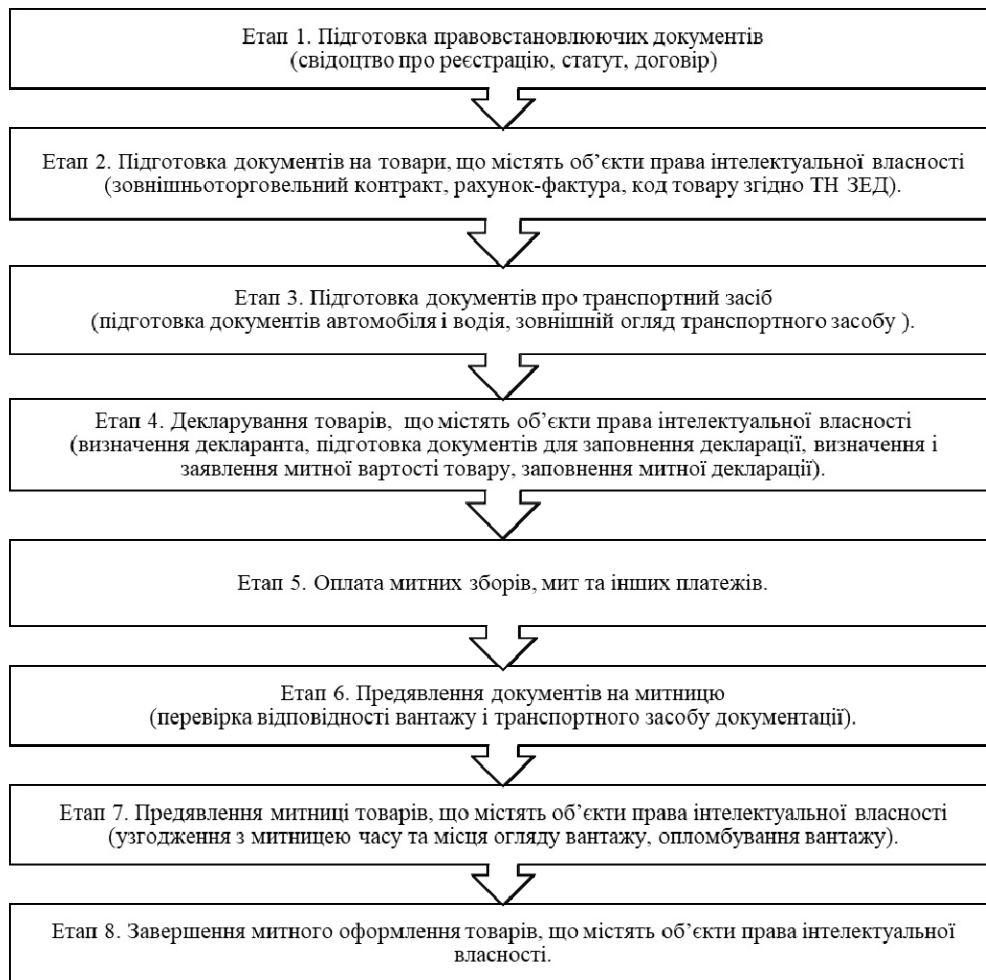 Етап 1. Підготовка правовстановлюючих документів
(свідоцтво про реєстрацію, статут, договір)
Етап 2. Підготовка документів на товари, що містять об’єкти права інтелектуальної власності
(зовнішньоторговельний контракт, рахунок-фактура, код товару згідно ТН ЗЕД).
Етап 3. Підготовка документів про транспортний засіб
(підготовка документів автомобіля і водія, зовнішній огляд транспортного засобу ).
Етап 4. Декларування товарів, що містять об’єкти права інтелектуальної власності
(визначення декларанта, підготовка документів для заповнення декларації, визначення і
заявлення митної вартості товару, заповнення митної декларації).
Етап 5. Оплата митних зборів, мит та інших платежів.
Етап 6. Предявлення документів на митницю
(перевірка відповідності вантажу і транспортного засобу документації).
Етап 7. Предявлення митниці товарів, що містять об’єкти права інтелектуальної власності
(узгодження з митницею часу та місця огляду вантажу, опломбування вантажу).
Етап 8. Завершення митного оформлення товарів, що містять об’єкти права інтелектуальної
власності.